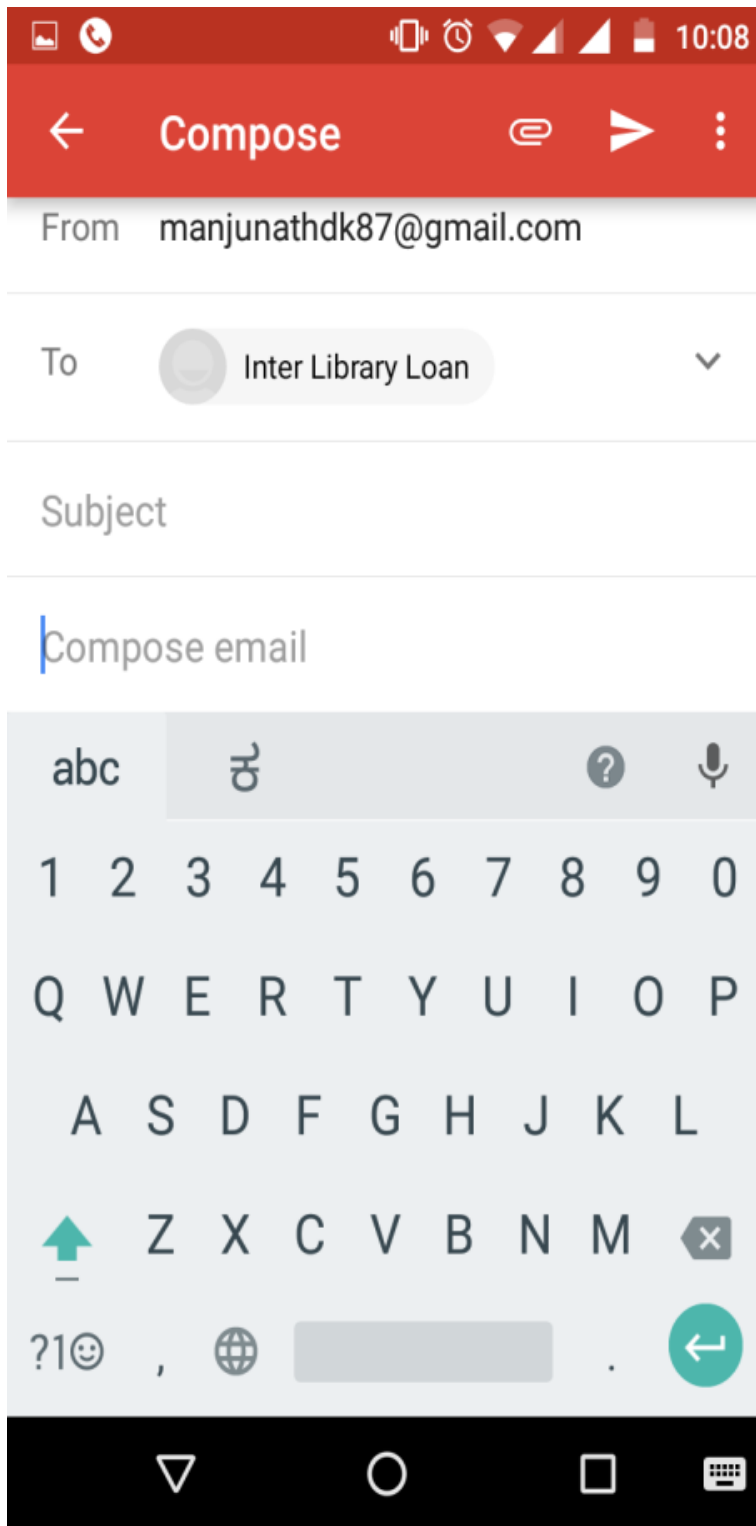 10:08
Compose
From manjunathdk87@gmail.com
To Inter Library Loan
Subject
Compose email
abc
1 2 3 4 5 6 7 8 9 0
Q W E R T Y U I O P
A S D F G H J K L
Z X C V B N M
?1☺ , .